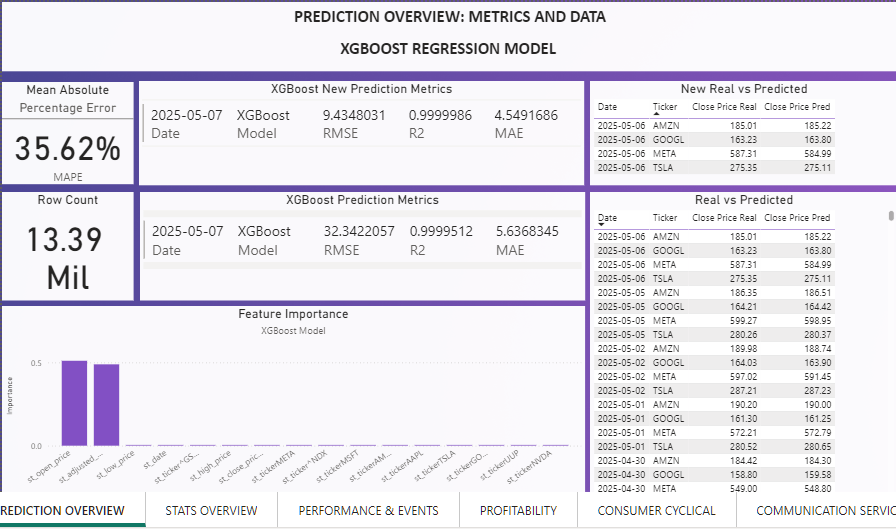 PREDICTION OVERVIEW: METRICS AND DATA
XGBOOST REGRESSION MODEL
Mean Absolute
Percentage Error
35.62%
MAPE
XGBoost New Prediction Metrics
2025-05-07 XGBoost 9.4348031 0.9999986 4.5491686
Date Model RMSE R2 MAE
New Real vs Predicted
Date Ticker Close Price Real Close Price Pred
2025-05-06 AMZN 185.01 185.22
2025-05-06 GOOGL 163.23 163.80
2025-05-06 META 587.31 584.99
2025-05-06 TSLA 275.35 275.11
Row Count
13.39
Mil
XGBoost Prediction Metrics
2025-05-07 XGBoost 32.3422057 0.9999512 5.6368345
Date Model RMSE R2 MAE
Real vs Predicted
Date Ticker Close Price Real Close Price Pred
2025-05-06 AMZN 185.01 185.22
2025-05-06 GOOGL 163.23 163.80
2025-05-06 META 587.31 584.99
2025-05-06 TSLA 275.35 275.11
2025-05-05 AMZN 186.35 186.51
2025-05-05 GOOGL 164.21 164.42
2025-05-05 META 599.27 598.95
2025-05-05 TSLA 280.26 280.37
2025-05-02 AMZN 189.98 188.74
2025-05-02 GOOGL 164.03 163.90
2025-05-02 META 597.02 591.45
2025-05-02 TSLA 287.21 287.23
2025-05-01 AMZN 190.20 190.00
2025-05-01 GOOGL 161.30 161.25
2025-05-01 META 572.21 572.79
2025-05-01 TSLA 280.52 280.65
2025-04-30 AMZN 184.42 184.30
2025-04-30 GOOGL 158.80 159.58
2025-04-30 META 549.00 548.80
Feature Importance
XGBoost Model
Importance
0.5
0.0
st_open_price
st_adjusted_...
st_low_price
st_date
st_ticker^GS...
st_high_price
st_close_pric...
st_tickerMETA
st_ticker^NDX
st_tickerMSFT
st_tickerAM...
st_tickerAAPL
st_tickerTSLA
st_tickerGO...
st_tickerUUP
st_tickerNVDA
REDICTION OVERVIEW STATS OVERVIEW PERFORMANCE & EVENTS PROFITABILITY CONSUMER CYCLICAL COMMUNICATION SERVIC